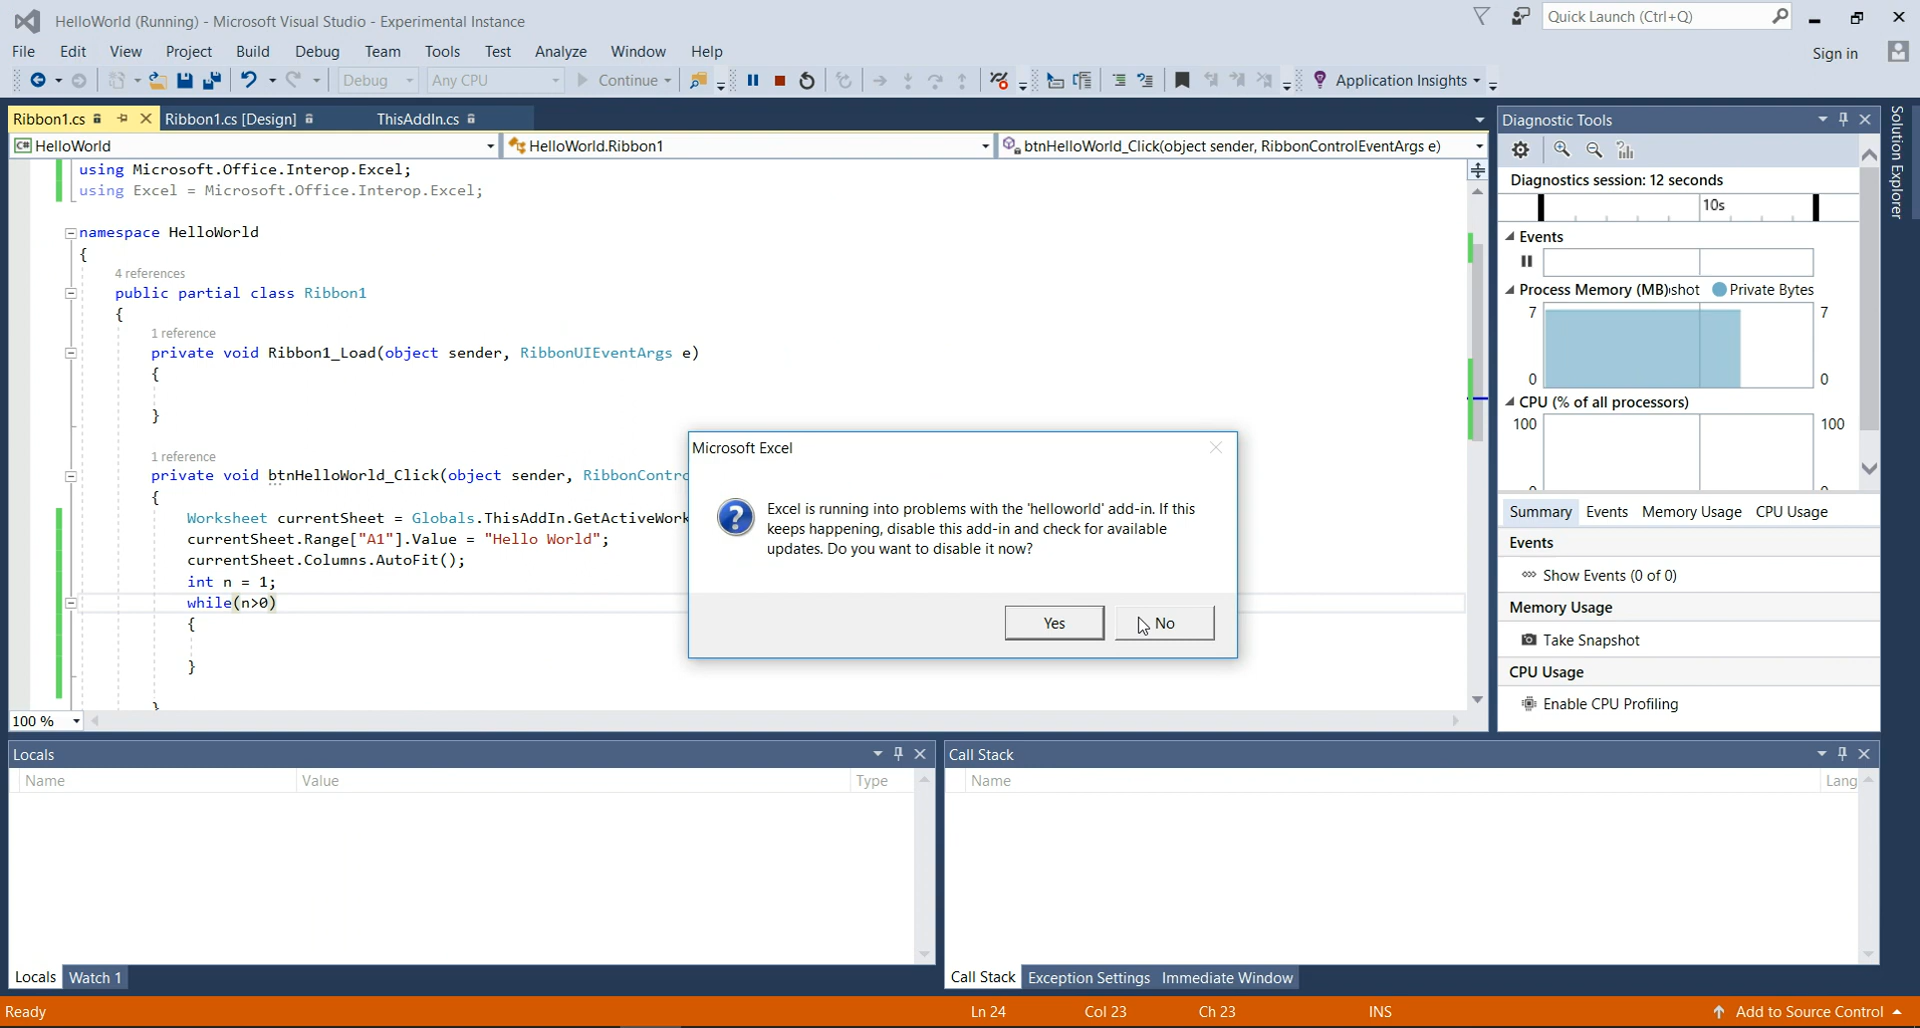 HelloWorld (Running) - Microsoft Visual Studio - Experimental Instance
Quick Launch (Ctrl+Q)
File Edit View Project Build Debug Team Tools Test Analyze Window Help
Sign in
Debug Any CPU Continue Application Insights
Ribbon1.cs Ribbon1.cs [Design] ThisAddIn.cs
C# HelloWorld HelloWorld.Ribbon1 btnHelloWorld_Click(object sender, RibbonControlEventArgs e)
using Microsoft.Office.Interop.Excel;
using Excel = Microsoft.Office.Interop.Excel;
namespace HelloWorld
{
4 references
public partial class Ribbon1
{
1 reference
private void Ribbon1_Load(object sender, RibbonUIEventArgs e)
{
}
1 reference
private void btnHelloWorld_Click(object sender, RibbonContro
{
Worksheet currentSheet = Globals.ThisAddIn.GetActiveWork
currentSheet.Range["A1"].Value = "Hello World";
currentSheet.Columns.AutoFit();
int n = 1;
while(n>0)
{
}
}
100 %
Microsoft Excel
Excel is running into problems with the 'helloworld' add-in. If this
keeps happening, disable this add-in and check for available
updates. Do you want to disable it now?
Yes No
Diagnostic Tools
Diagnostics session: 12 seconds
10s
Events
Process Memory (MB) shot Private Bytes
7 7
0 0
CPU (% of all processors)
100 100
0 0
Summary Events Memory Usage CPU Usage
Events
Show Events (0 of 0)
Memory Usage
Take Snapshot
CPU Usage
Enable CPU Profiling
Solution Explorer
Locals
Name Value Type
Locals Watch 1
Call Stack
Name Lang
Call Stack Exception Settings Immediate Window
Ready Ln 24 Col 23 Ch 23 INS Add to Source Control